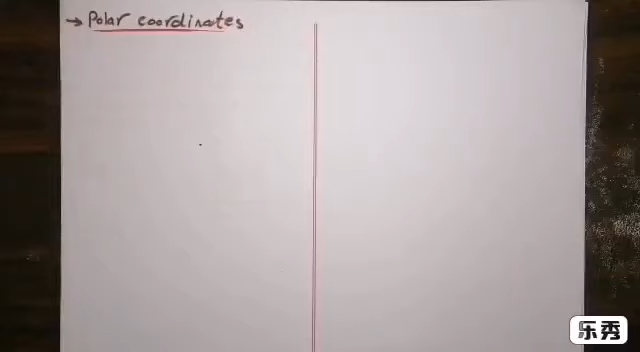 → Polar coordinates
乐秀